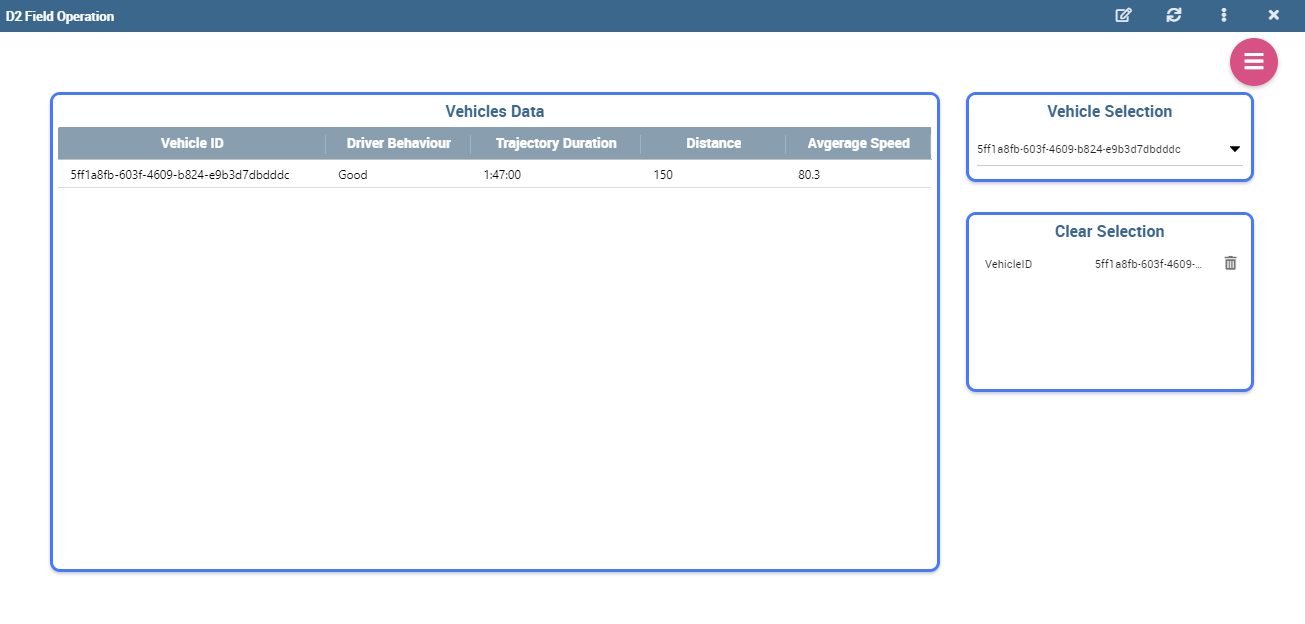 D2 Field Operation
Vehicles Data
Vehicle ID Driver Behaviour Trajectory Duration Distance Avgerage Speed
5ff1a8fb-603f-4609-b824-e9b3d7dbdddc Good 1:47:00 150 80.3
Vehicle Selection
5ff1a8fb-603f-4609-b824-e9b3d7dbdddc
Clear Selection
VehicleID 5ff1a8fb-603f-4609-...